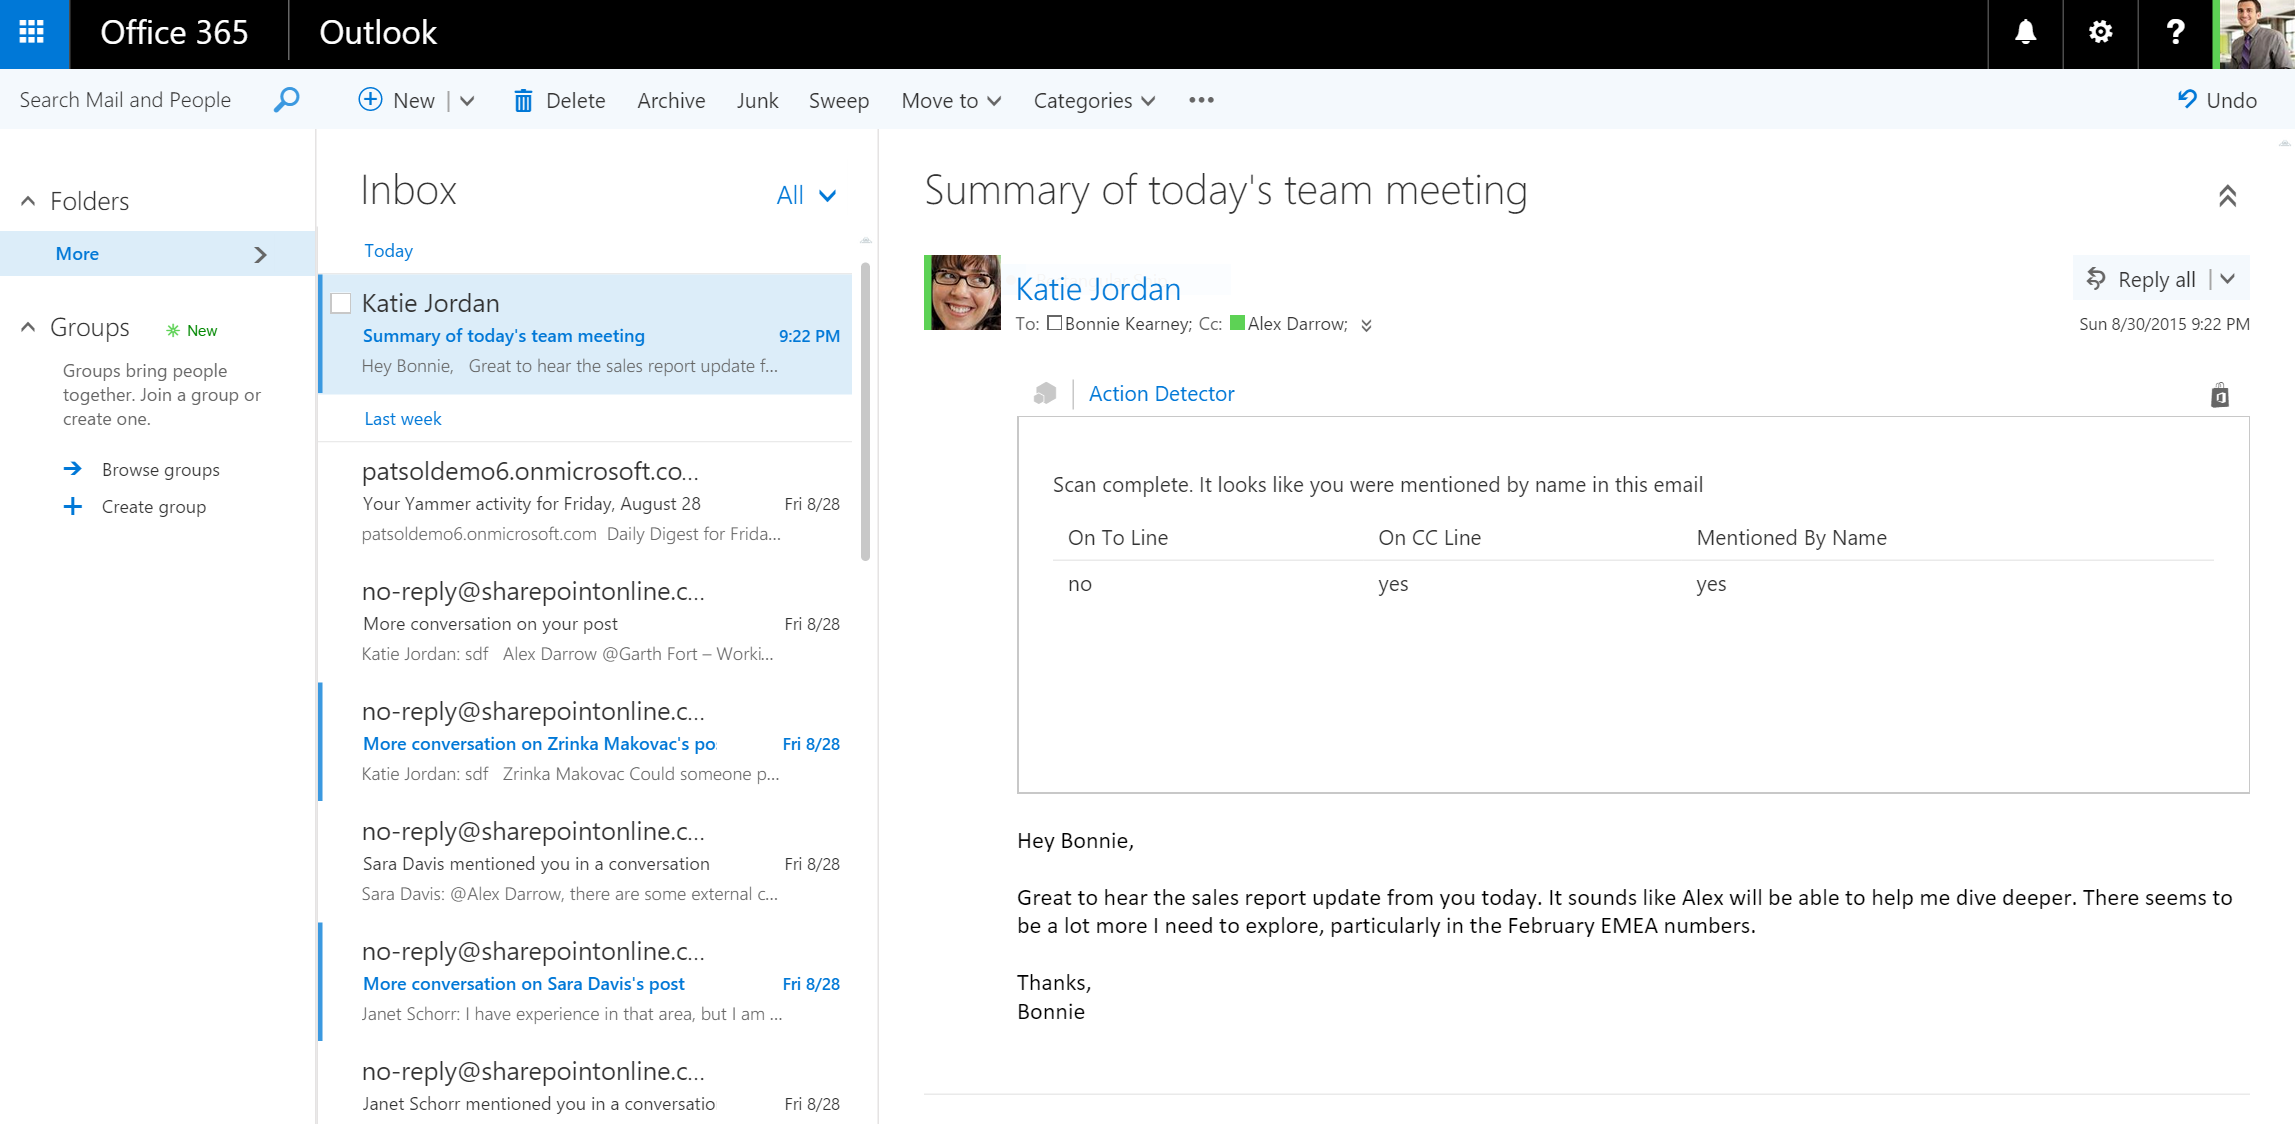 Office 365
Outlook
?
Search Mail and People
New
Delete
Archive
Junk
Sweep
Move to
Categories
•••
Undo
Folders
More
Groups
New
Groups bring people
together. Join a group or
create one.
Browse groups
Create group
Inbox
All
Today
Katie Jordan
Summary of today's team meeting 9:22 PM
Hey Bonnie, Great to hear the sales report update f...
Last week
patsoldemo6.onmicrosoft.co...
Your Yammer activity for Friday, August 28 Fri 8/28
patsoldemo6.onmicrosoft.com Daily Digest for Frida...
no-reply@sharepointonline.c...
More conversation on your post Fri 8/28
Katie Jordan: sdf Alex Darrow @Garth Fort – Worki...
no-reply@sharepointonline.c...
More conversation on Zrinka Makovac's po Fri 8/28
Katie Jordan: sdf Zrinka Makovac Could someone p...
no-reply@sharepointonline.c...
Sara Davis mentioned you in a conversation Fri 8/28
Sara Davis: @Alex Darrow, there are some external c...
no-reply@sharepointonline.c...
More conversation on Sara Davis's post Fri 8/28
Janet Schorr: I have experience in that area, but I am ...
no-reply@sharepointonline.c...
Janet Schorr mentioned you in a conversatio Fri 8/28
Summary of today's team meeting
Katie Jordan
To: Bonnie Kearney; Cc: Alex Darrow;
Reply all
Sun 8/30/2015 9:22 PM
Action Detector
Scan complete. It looks like you were mentioned by name in this email
On To Line On CC Line Mentioned By Name
no yes yes
Hey Bonnie,
Great to hear the sales report update from you today. It sounds like Alex will be able to help me dive deeper. There seems to
be a lot more I need to explore, particularly in the February EMEA numbers.
Thanks,
Bonnie